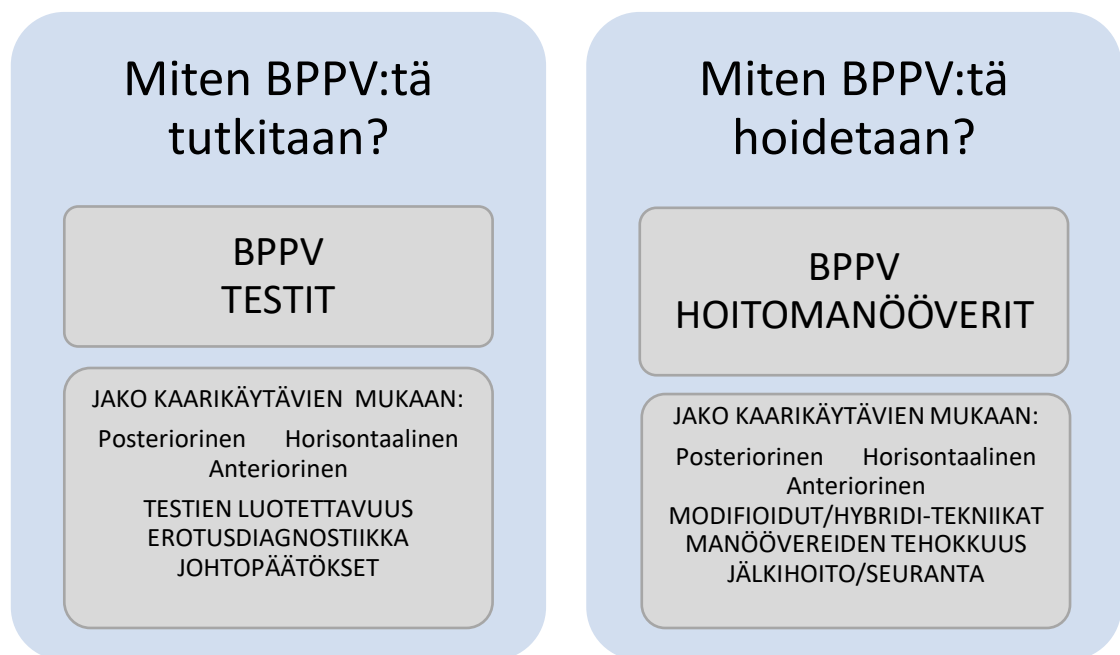 Miten BPPV:tä
tutkitaan?
BPPV
TESTIT
JAKO KAARIKÄYTÄVIEN MUKAAN:
Posteriorinen Horisontaalinen
Anteriorinen
TESTIEN LUOTETTAVUUS
EROTUSDIAGNOSTIIKKA
JOHTOPÄÄTÖKSET
Miten BPPV:tä
hoidetaan?
BPPV
HOITOMANÖÖVERIT
JAKO KAARIKÄYTÄVIEN MUKAAN:
Posteriorinen Horisontaalinen
Anteriorinen
MODIFIOIDUT/HYBRIDI-TEKNIIKAT
MANÖÖVEREIDEN TEHOKKUUS
JÄLKIHOITO/SEURANTA